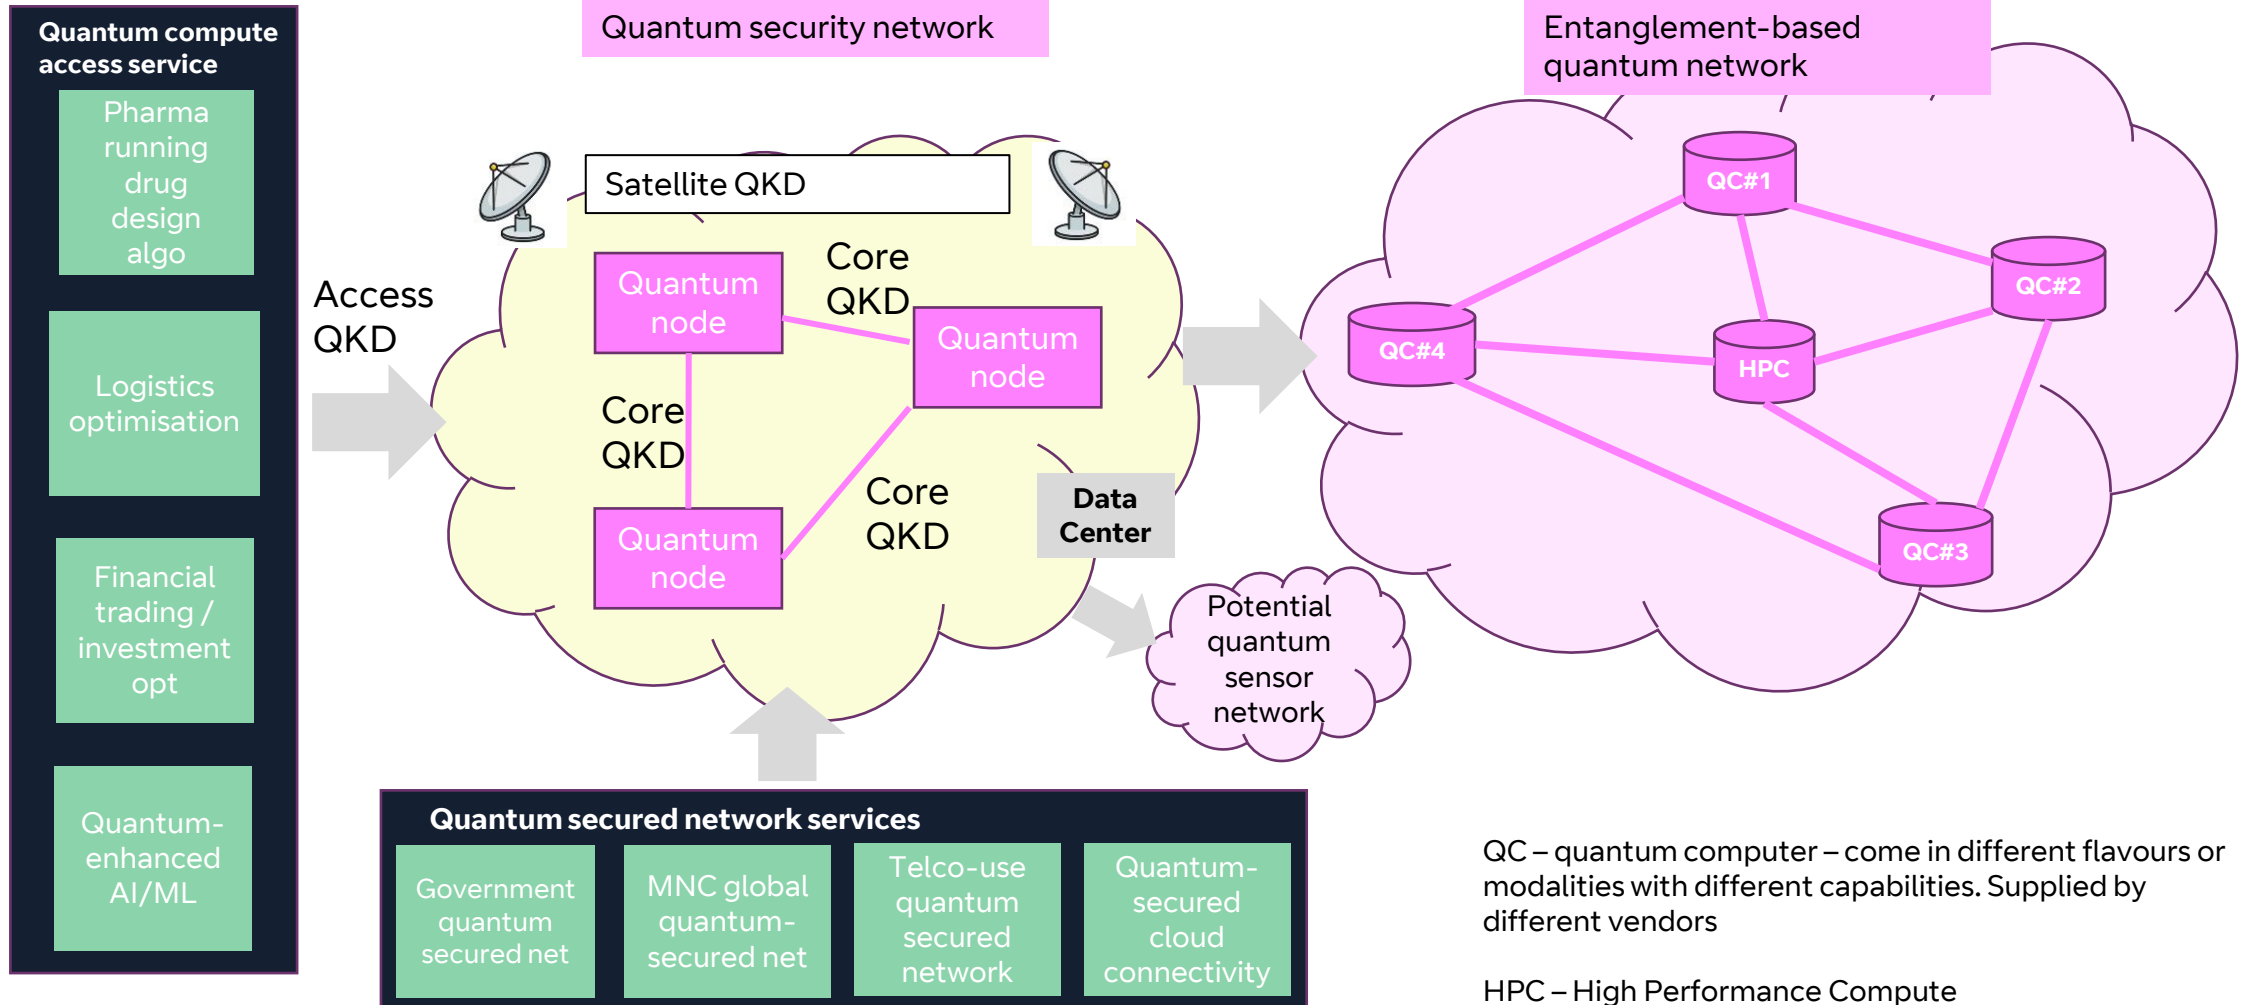 Quantum compute
access service
Pharma
running
drug
design
algo
Logistics
optimisation
Financial
trading /
investment
opt
Quantum-
enhanced
AI/ML
Access
QKD
Quantum security network
Satellite QKD
Quantum
node
Core
QKD
Quantum
node
Core
QKD
Core
QKD
Quantum
node
Data
Center
Potential
quantum
sensor
network
Entanglement-based
quantum network
QC#1
QC#2
QC#4
HPC
QC#3
Quantum secured network services
Government
quantum
secured net
MNC global
quantum-
secured net
Telco-use
quantum
secured
network
Quantum-
secured
cloud
connectivity
QC – quantum computer – come in different flavours or
modalities with different capabilities. Supplied by
different vendors
HPC – High Performance Compute